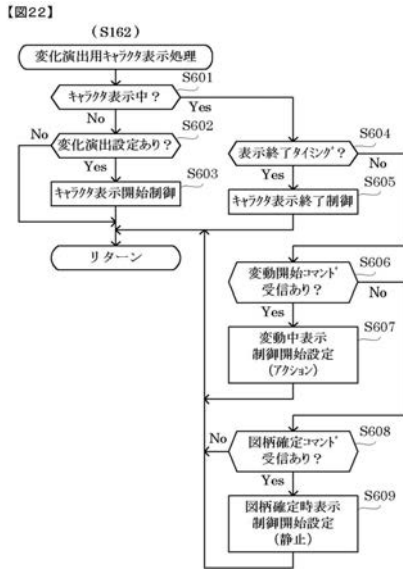 【図22】
(S162)
変化演出用キャラクタ表示処理
S601
キャラクタ表示中？
Yes
No
S602
変化演出設定あり？
No
Yes
S603
キャラクタ表示開始制御
リターン
S604
表示終了タイミング？
No
Yes
S605
キャラクタ表示終了制御
S606
変動開始コマンド
受信あり？
No
Yes
S607
変動中表示
制御開始設定
(アクション)
S608
図柄確定コマンド
受信あり？
No
Yes
S609
図柄確定時表示
制御開始設定
(静止)